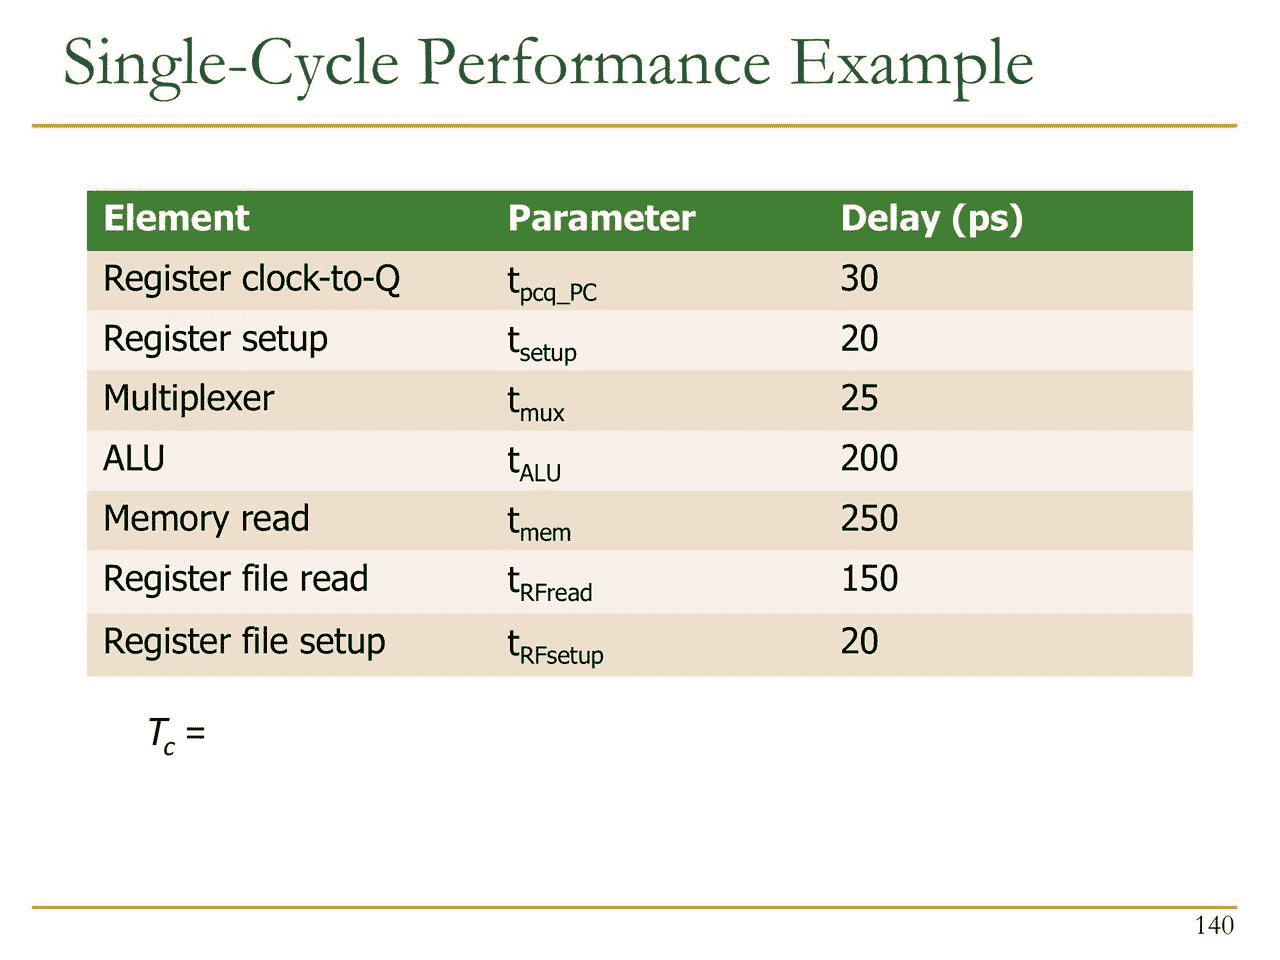 Single-Cycle Performance Example
Element Parameter Delay (ps)
Register clock-to-Q tpcq_PC 30
Register setup tsetup 20
Multiplexer tmux 25
ALU tALU 200
Memory read tmem 250
Register file read tRFread 150
Register file setup tRFsetup 20
Tc =
140